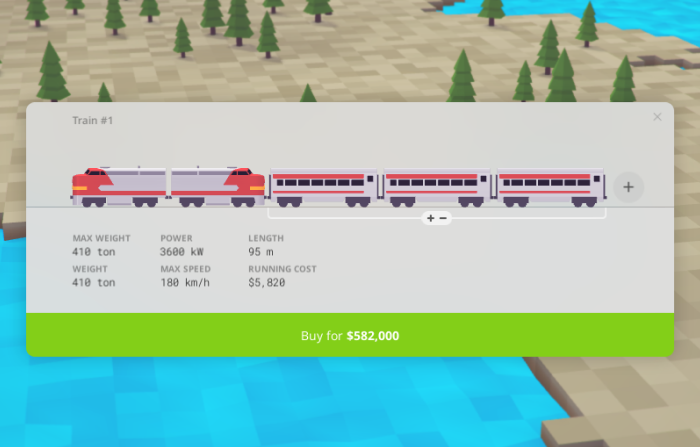 Train #1
MAX WEIGHT POWER LENGTH
410 ton 3600 kW 95 m
WEIGHT MAX SPEED RUNNING COST
410 ton 180 km/h $5,820
Buy for $582,000